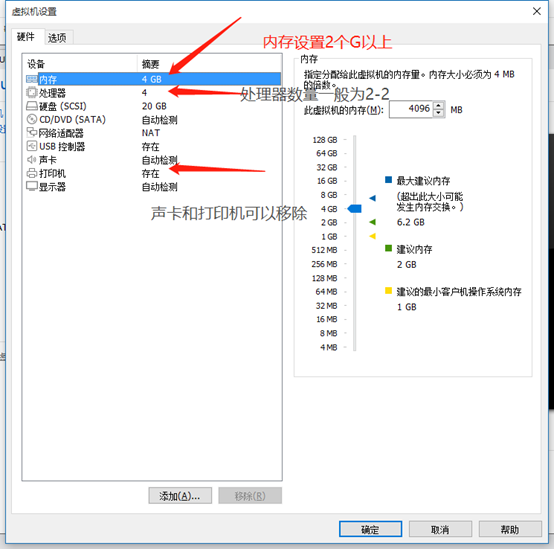 虚拟机设置
硬件 选项
内存设置2个G以上
设备 摘要
内存 4 GB
处理器 4
硬盘 (SCSI) 20 GB
CD/DVD (SATA) 自动检测
网络适配器 NAT
USB 控制器 存在
声卡 自动检测
打印机 存在
显示器 自动检测
处理器数量一般为2-2
声卡和打印机可以移除
内存
指定分配给此虚拟机的内存量。内存大小必须为 4 MB
的倍数。
此虚拟机的内存(M): 4096 MB
128 GB
64 GB
32 GB
16 GB
8 GB
4 GB
2 GB
1 GB
512 MB
256 MB
128 MB
64 MB
32 MB
16 MB
8 MB
4 MB
最大建议内存
(超出此大小可能
发生内存交换。)
6.2 GB
建议内存
2 GB
建议的最小客户机操作系统内存
1 GB
添加(A)... 移除(R)
确定 取消 帮助